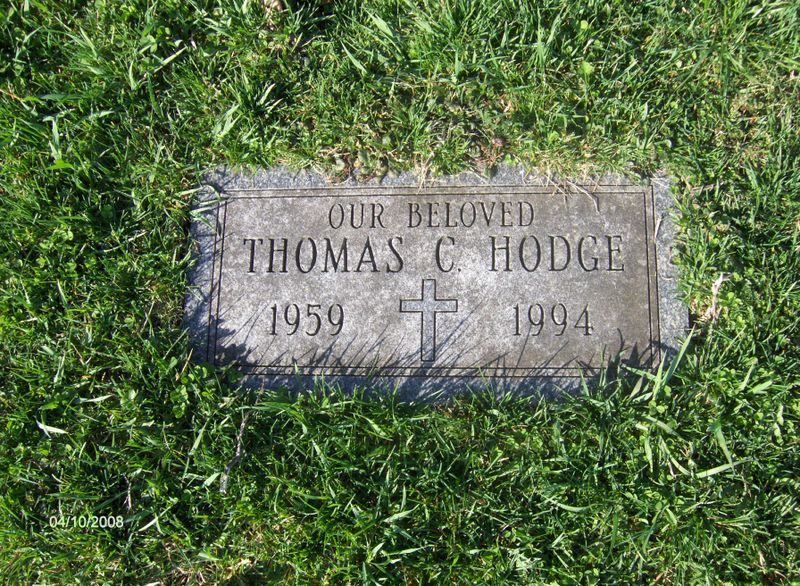 OUR BELOVED
THOMAS C. HODGE
1959 1994
04/10/2008